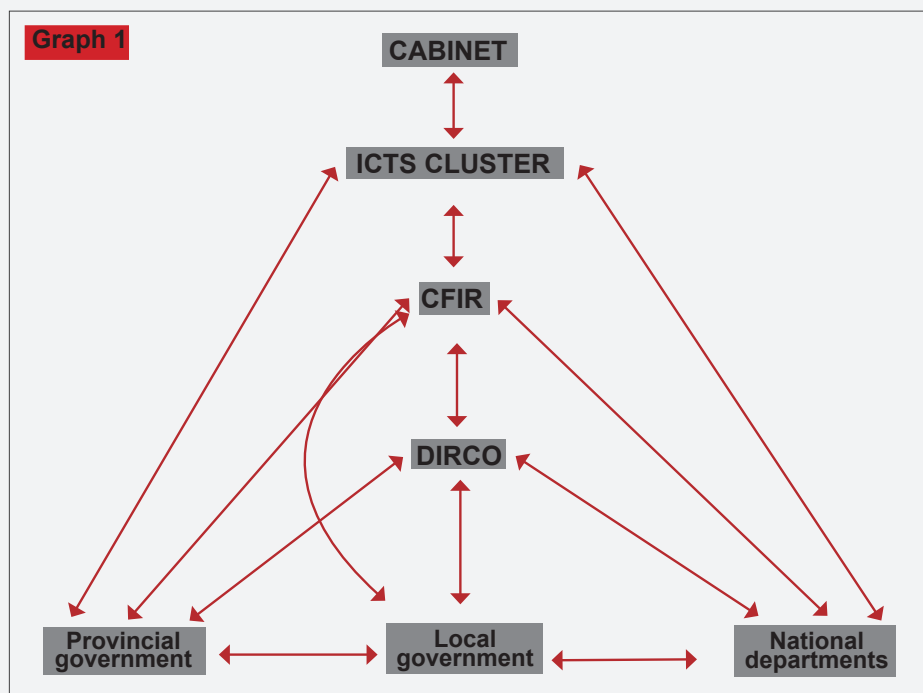 Graph 1
CABINET
ICTS CLUSTER
CFIR
DIRCO
Provincial
government
Local
government
National
departments